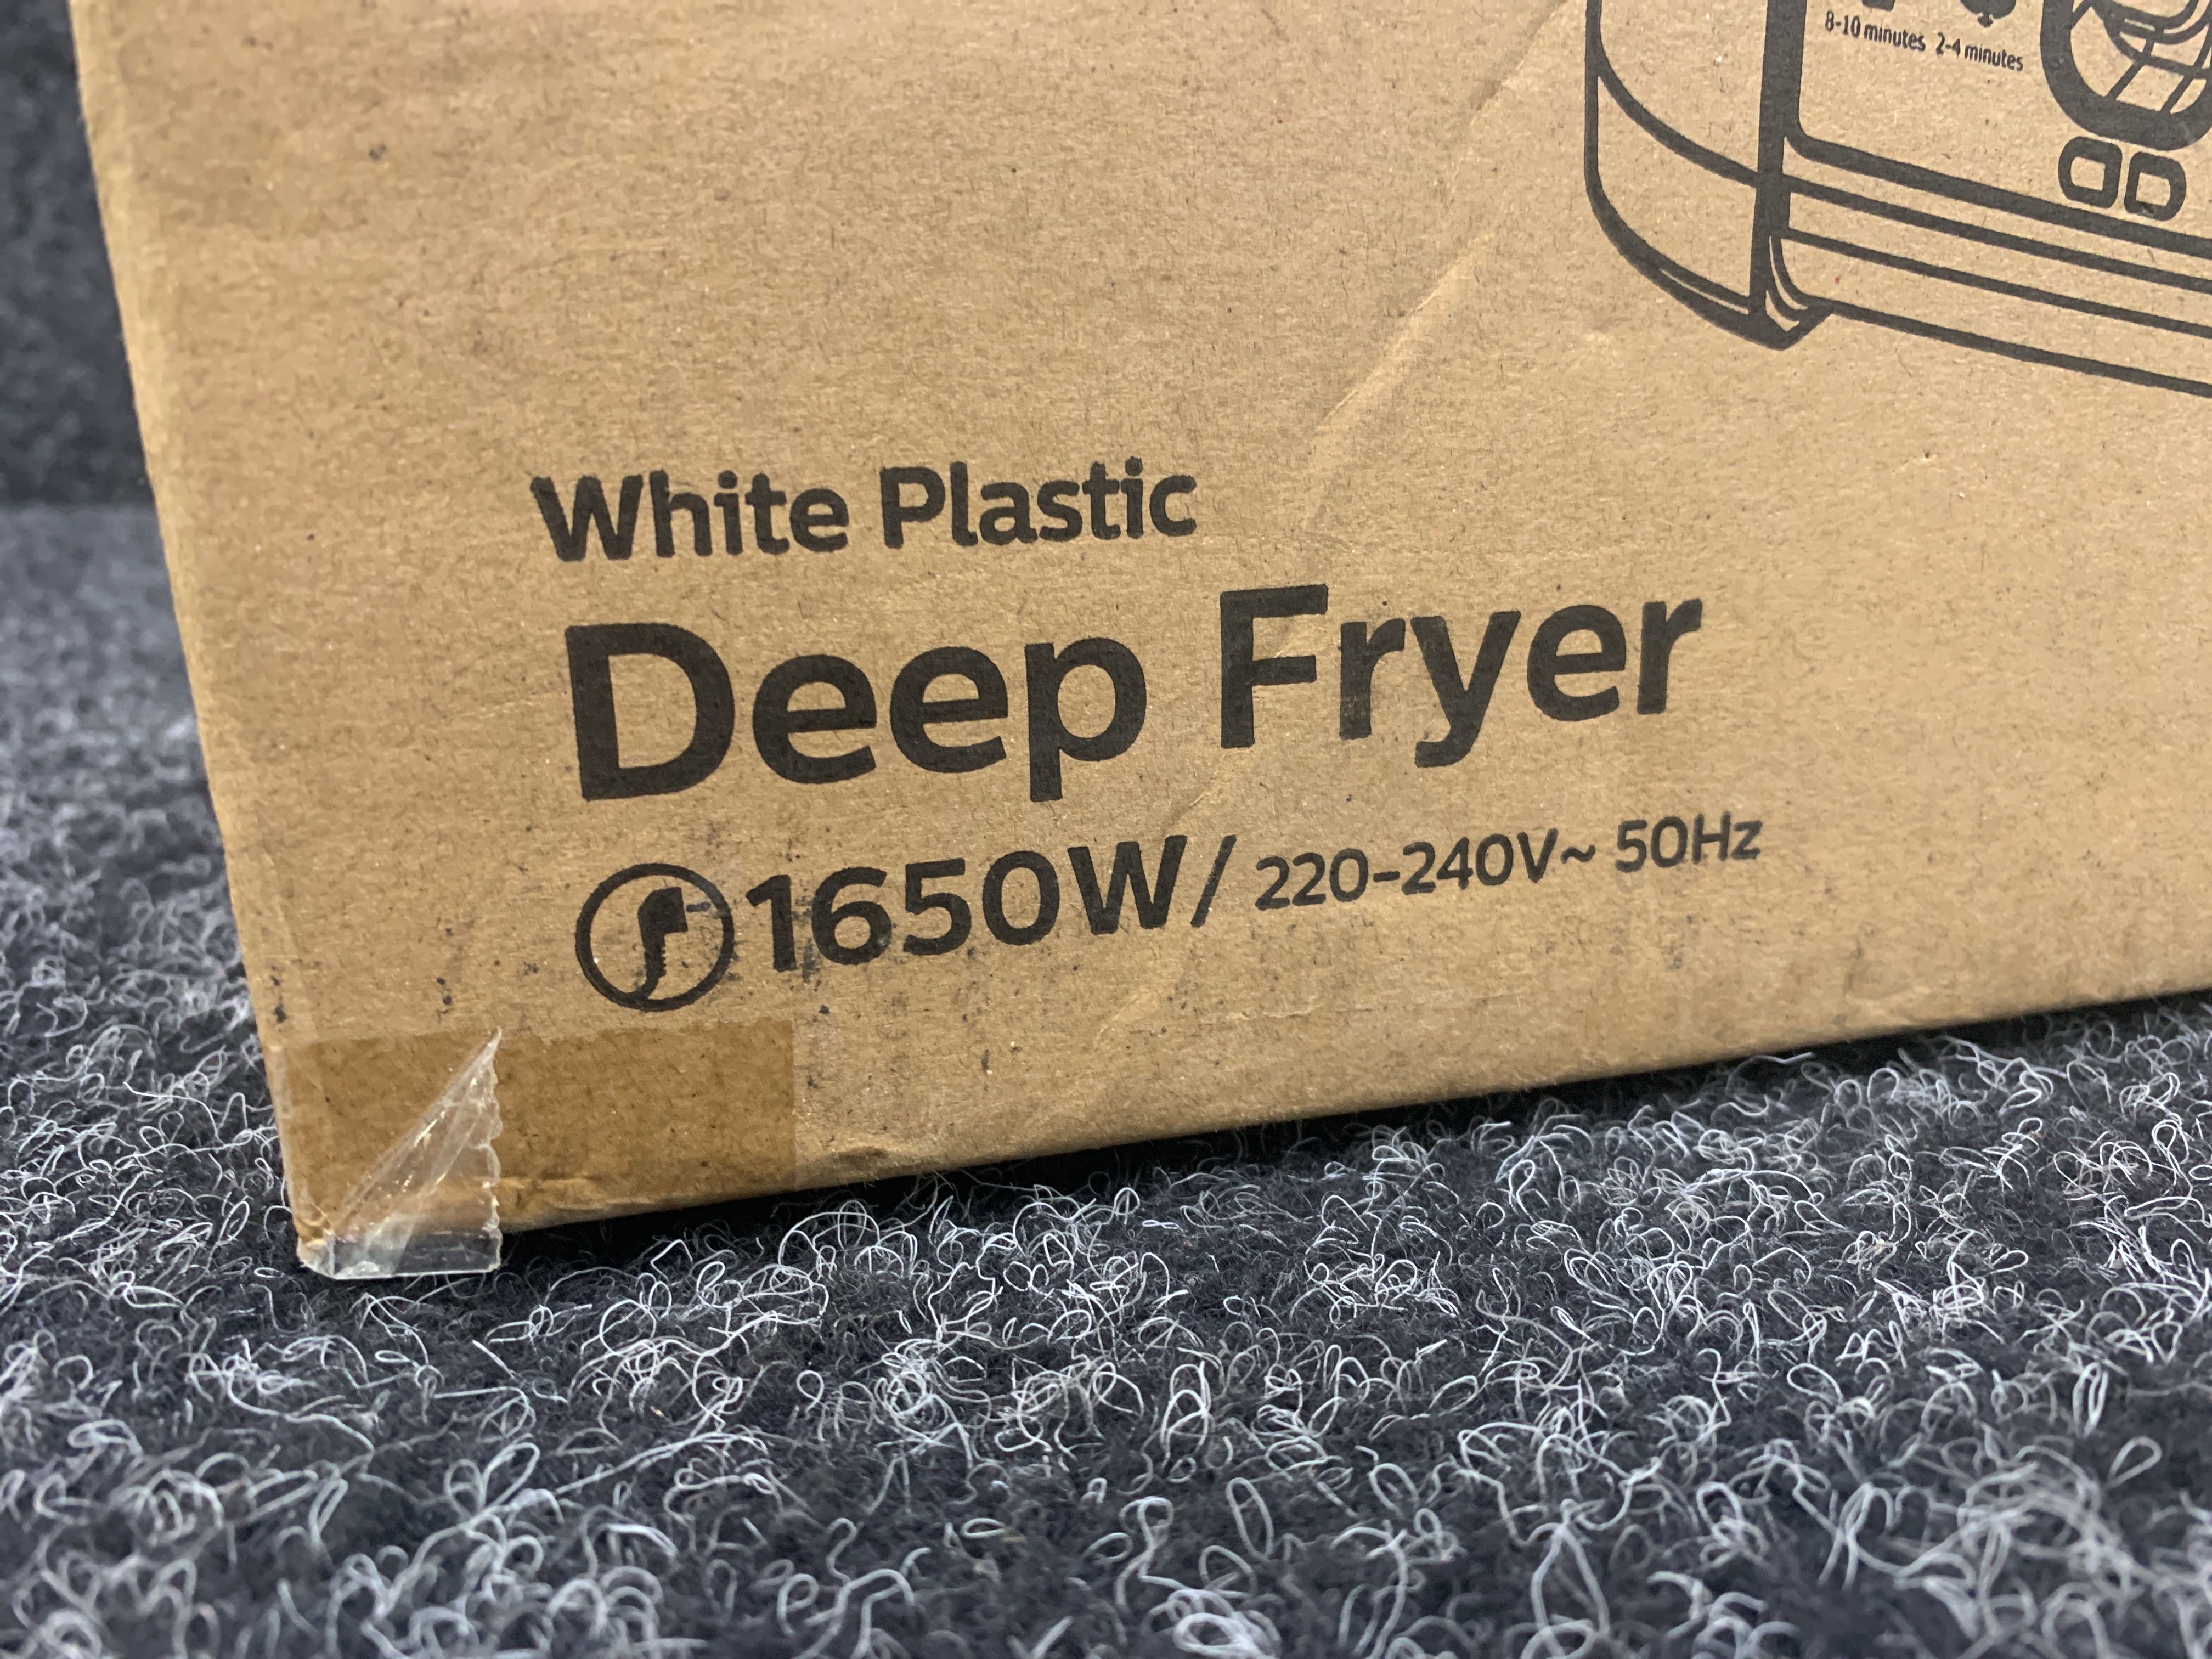 8-10 minutes 2-4 minutes
White Plastic
Deep Fryer
1650W/ 220-240V~ 50Hz